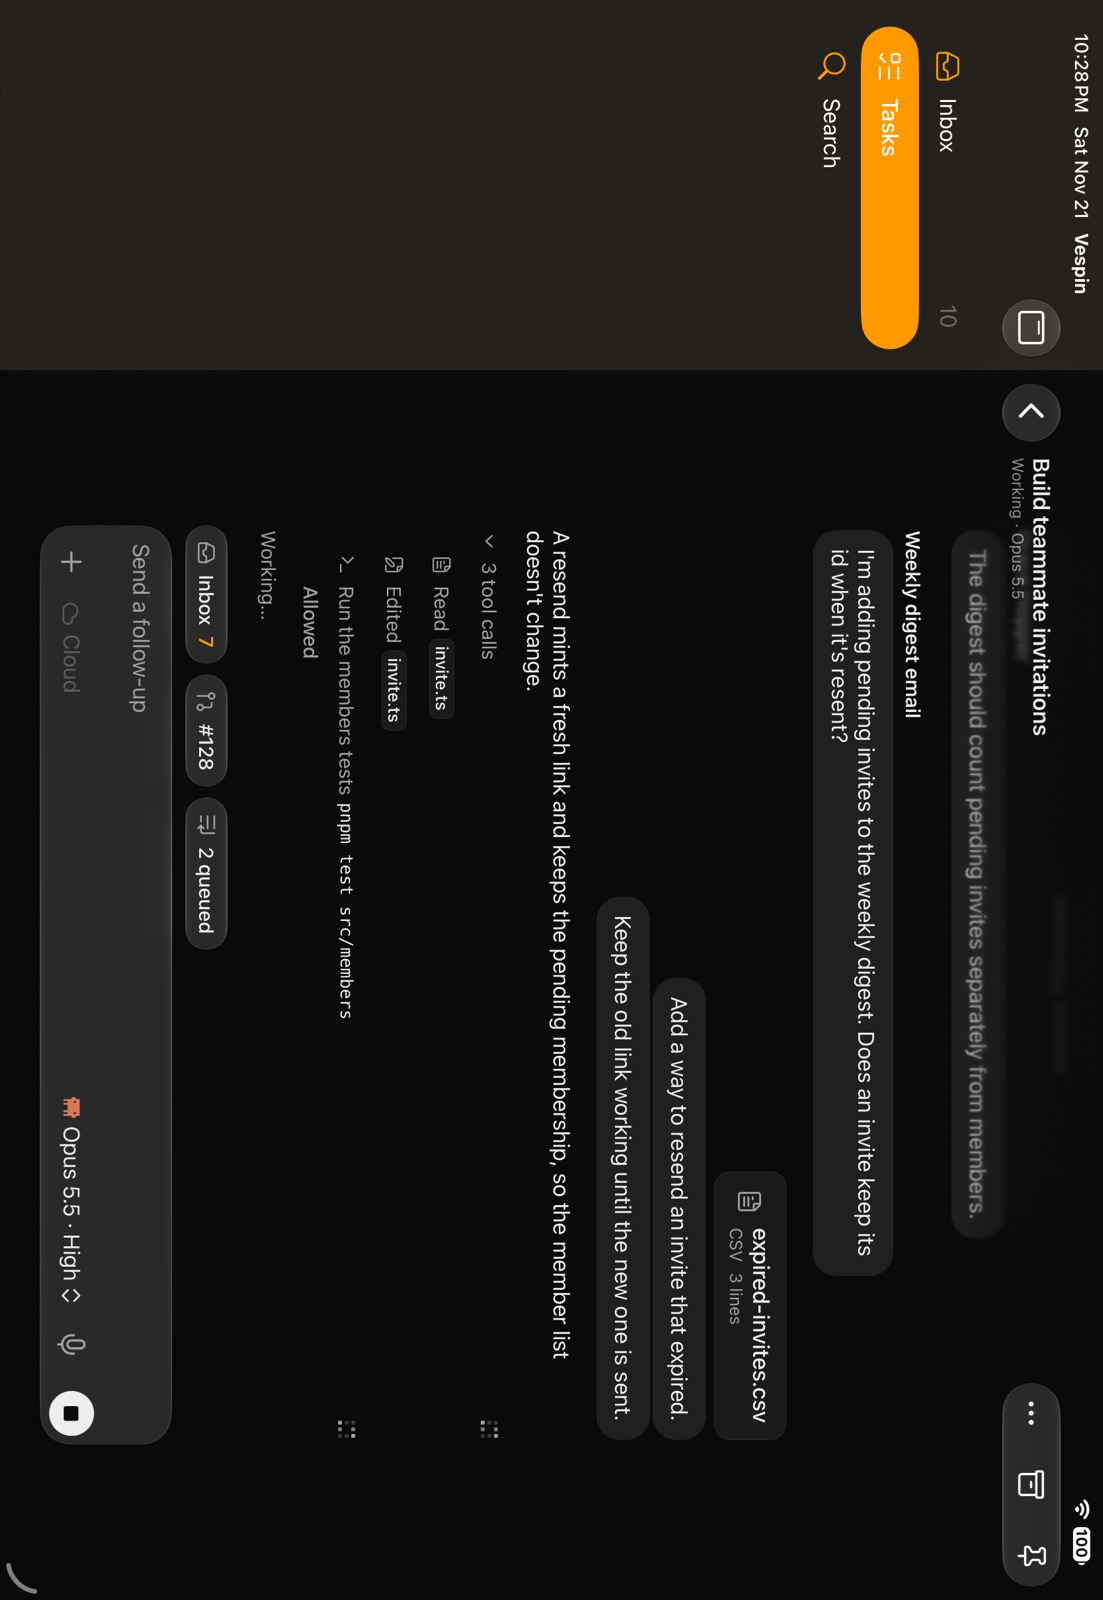 10:28 PM Sat Nov 21 Vespin
100
Inbox 10
Tasks
Search
Build teammate invitations
Working · Opus 5.5
The digest should count pending invites separately from members.
Weekly digest email
I'm adding pending invites to the weekly digest. Does an invite keep its
id when it's resent?
expired-invites.csv
CSV 3 lines
Add a way to resend an invite that expired.
Keep the old link working until the new one is sent.
A resend mints a fresh link and keeps the pending membership, so the member list
doesn't change.
3 tool calls
Read invite.ts
Edited invite.ts
Run the members tests pnpm test src/members
Allowed
Working...
Inbox 7
#128
2 queued
Send a follow-up
Cloud
Opus 5.5 · High